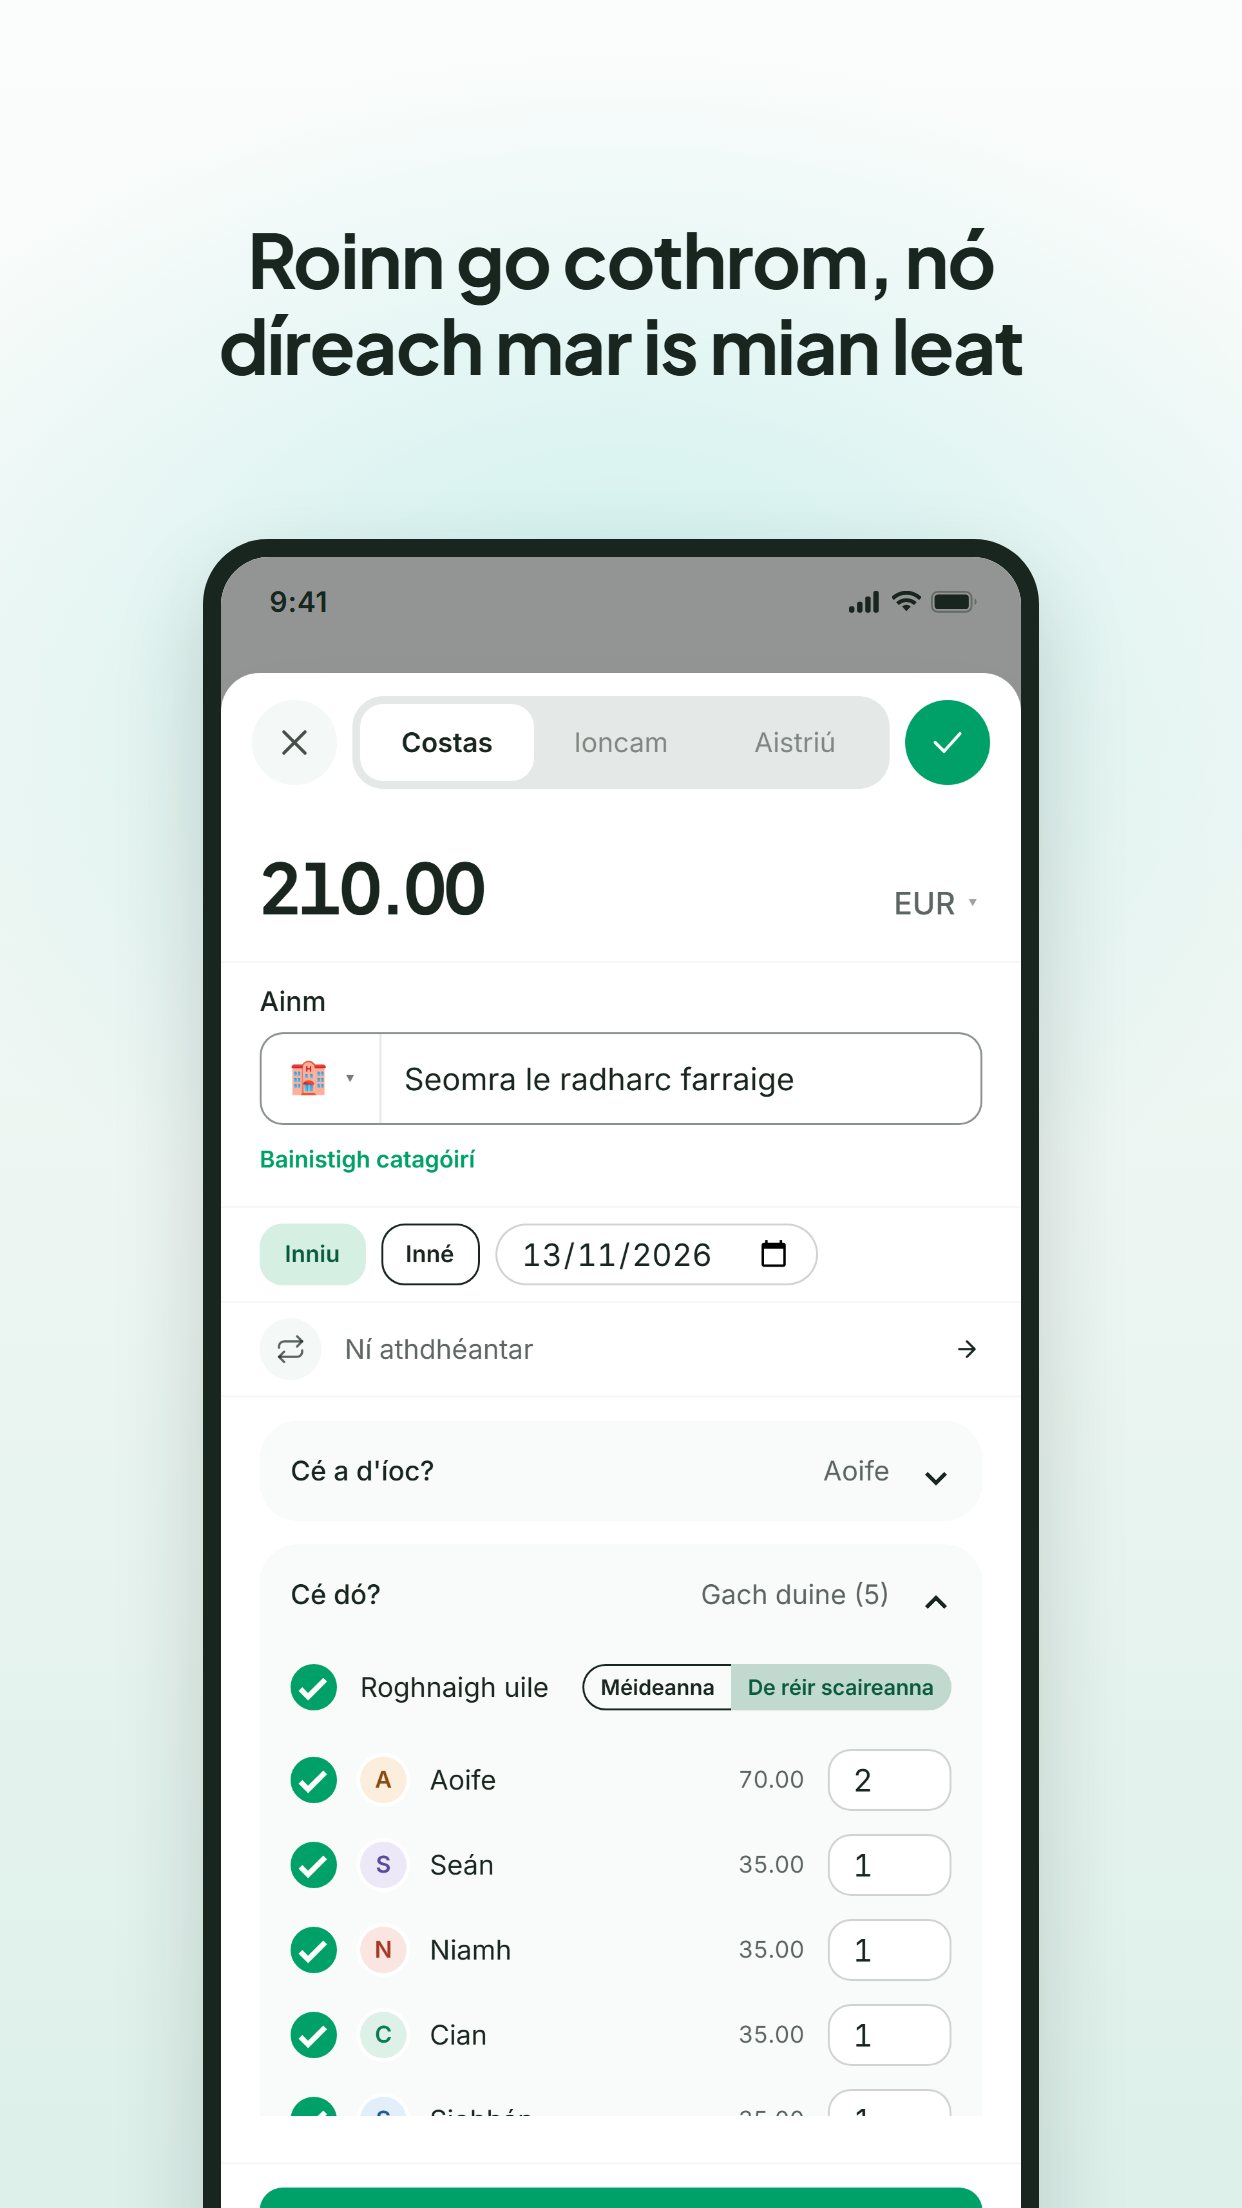 Roinn go cothrom, nó
díreach mar is mian leat
9:41
Costas Ioncam Aistriú
210.00 EUR
Ainm
Seomra le radharc farraige
Bainistigh catagóirí
Inniu Inné 13/11/2026
Ní athdhéantar
Cé a d'íoc? Aoife
Cé dó? Gach duine (5)
Roghnaigh uile Méideanna De réir scaireanna
A Aoife 70.00 2
S Seán 35.00 1
N Niamh 35.00 1
C Cian 35.00 1